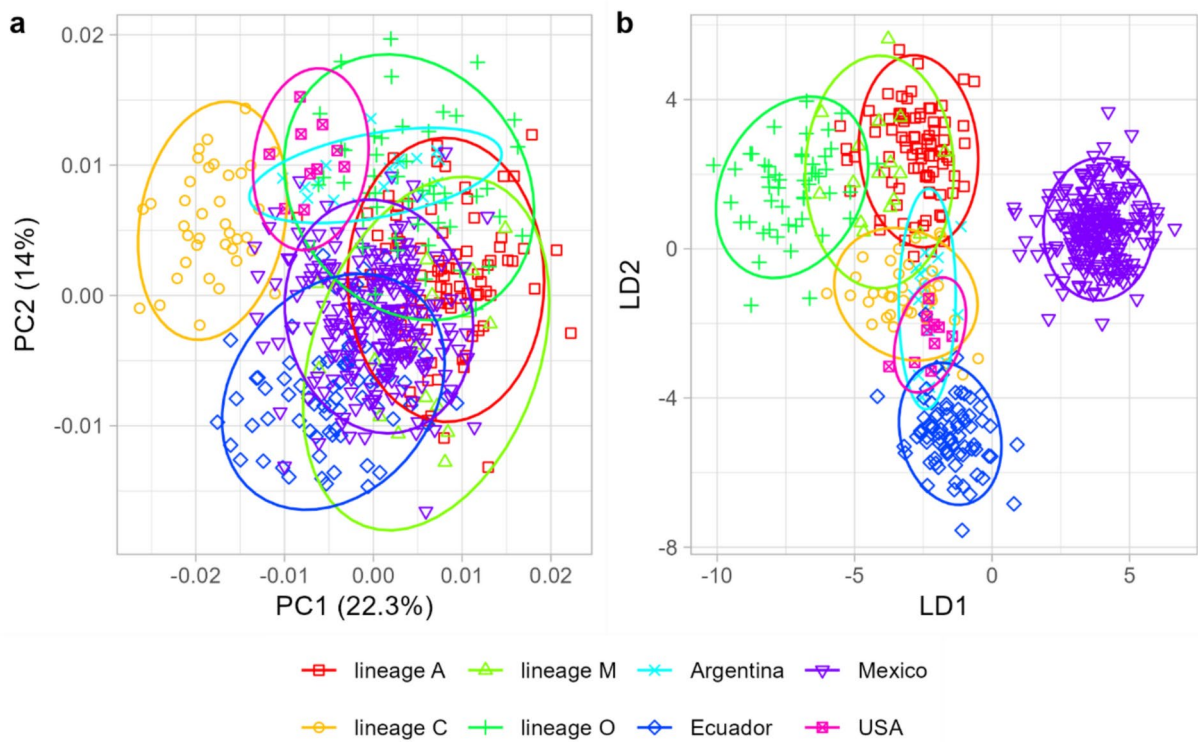 a
b
0.02
0.01
0.00
-0.01
PC2 (14%)
-0.02
-0.01
0.00
0.01
0.02
PC1 (22.3%)
4
0
-4
-8
LD2
-10
-5
0
5
LD1
lineage A
lineage M
Argentina
Mexico
lineage C
lineage O
Ecuador
USA